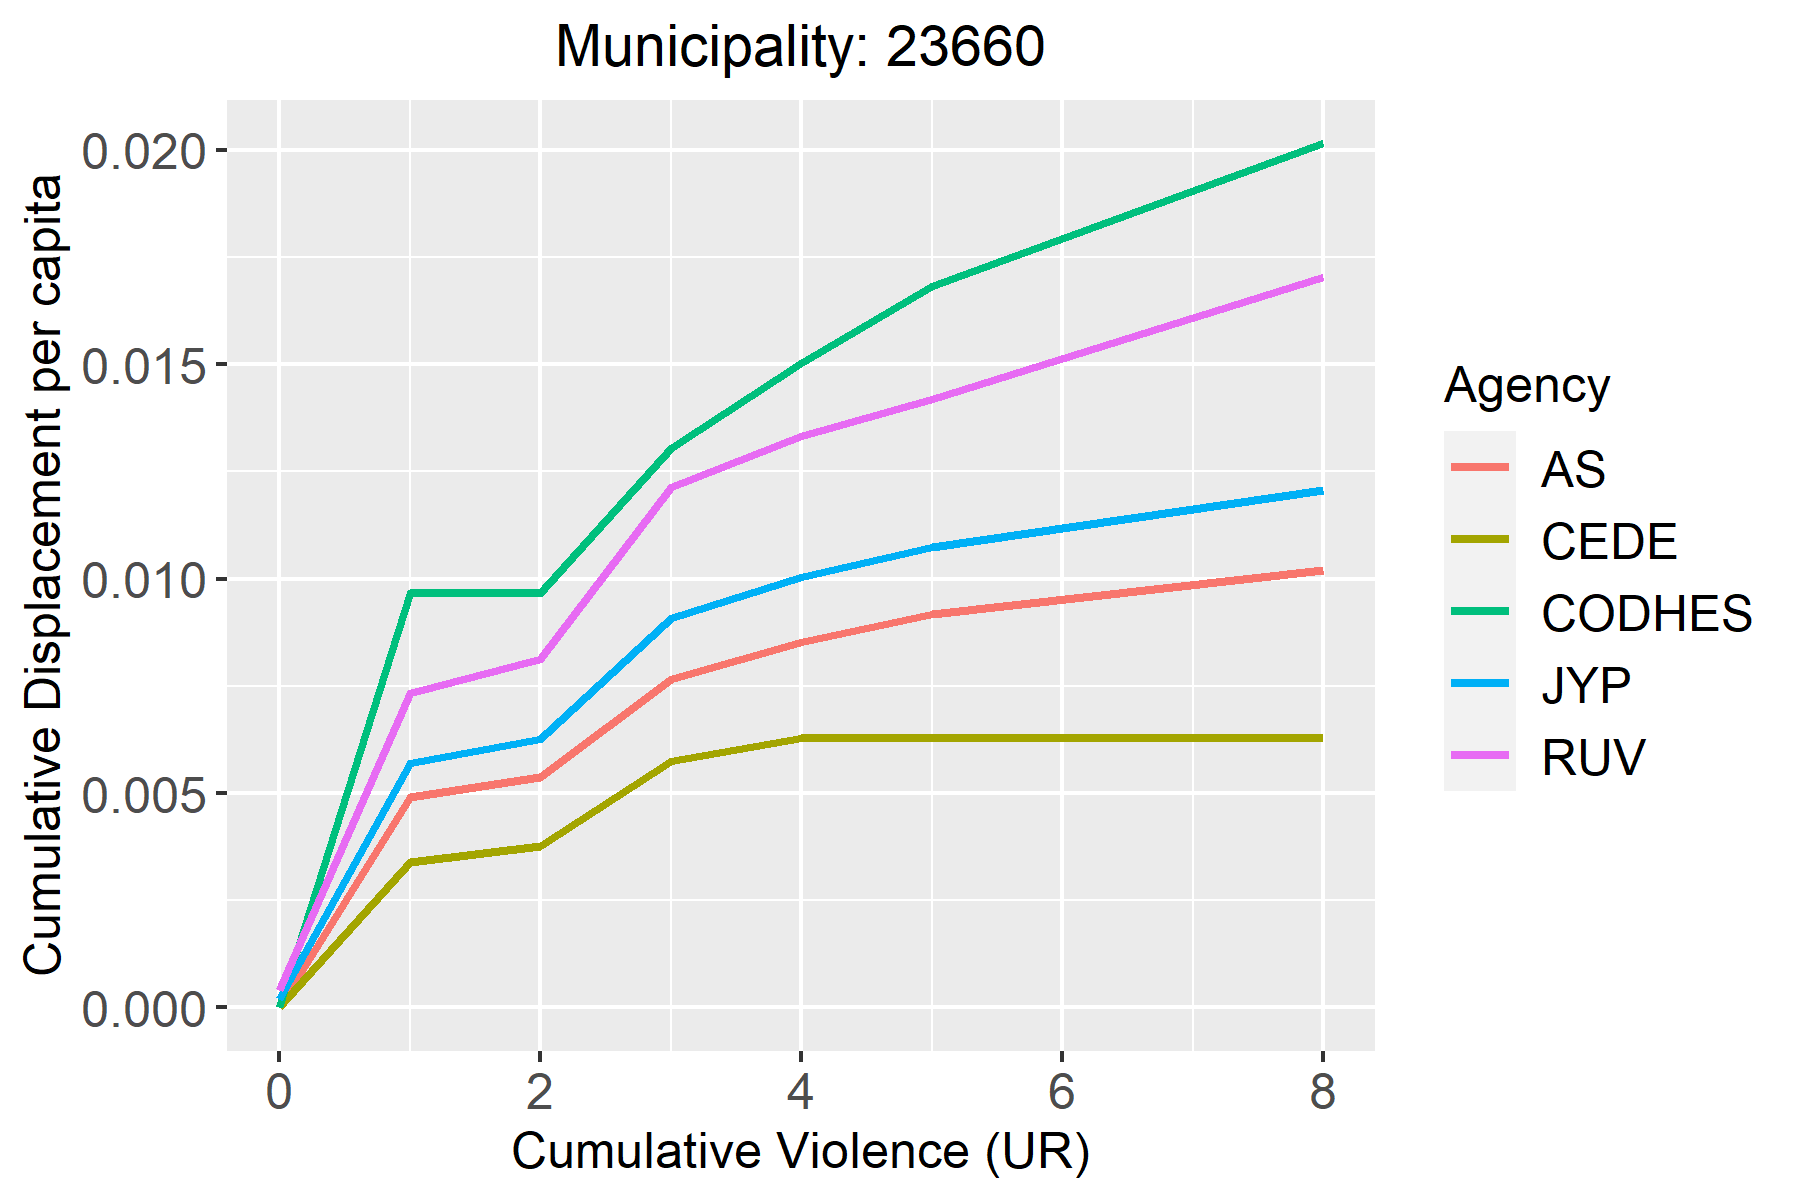 Municipality: 23660
Cumulative Displacement per capita
0.020
0.015
0.010
0.005
0.000
0 2 4 6 8
Cumulative Violence (UR)
Agency
AS
CEDE
CODHES
JYP
RUV